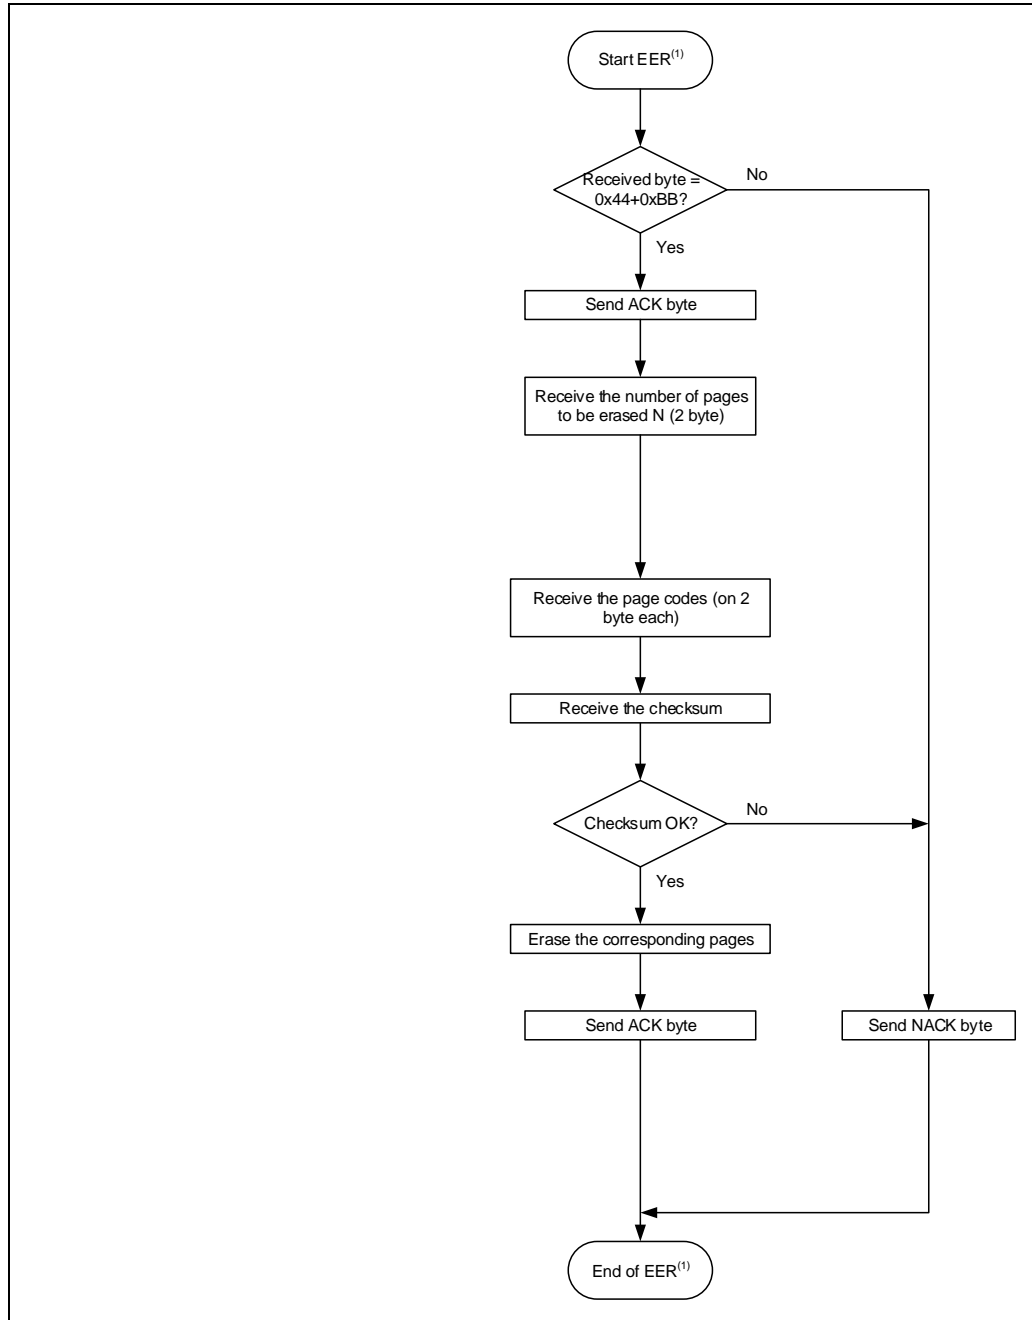 Start EER(1)
Received byte =
0x44+0xBB?
No
Yes
Send ACK byte
Receive the number of pages
to be erased N (2 byte)
Receive the page codes (on 2
byte each)
Receive the checksum
Checksum OK?
No
Yes
Erase the corresponding pages
Send ACK byte
Send NACK byte
End of EER(1)